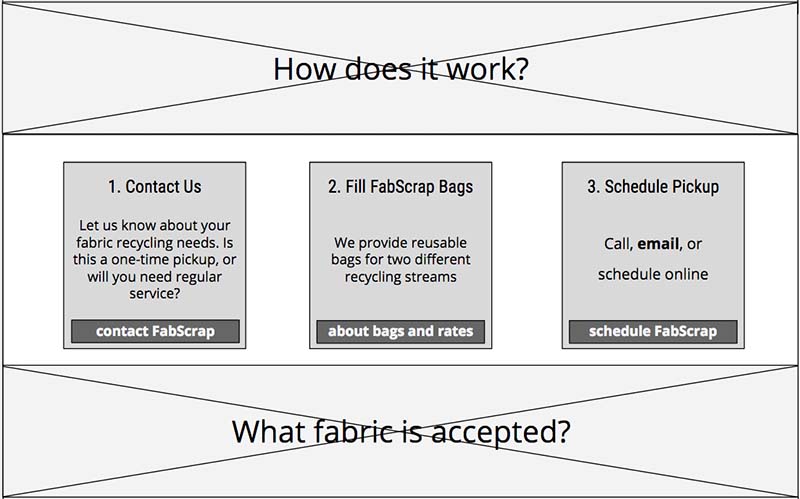 How does it work?
1. Contact Us
Let us know about your
fabric recycling needs. Is
this a one-time pickup, or
will you need regular
service?
contact FabScrap
2. Fill FabScrap Bags
We provide reusable
bags for two different
recycling streams
about bags and rates
3. Schedule Pickup
Call, email, or
schedule online
schedule FabScrap
What fabric is accepted?